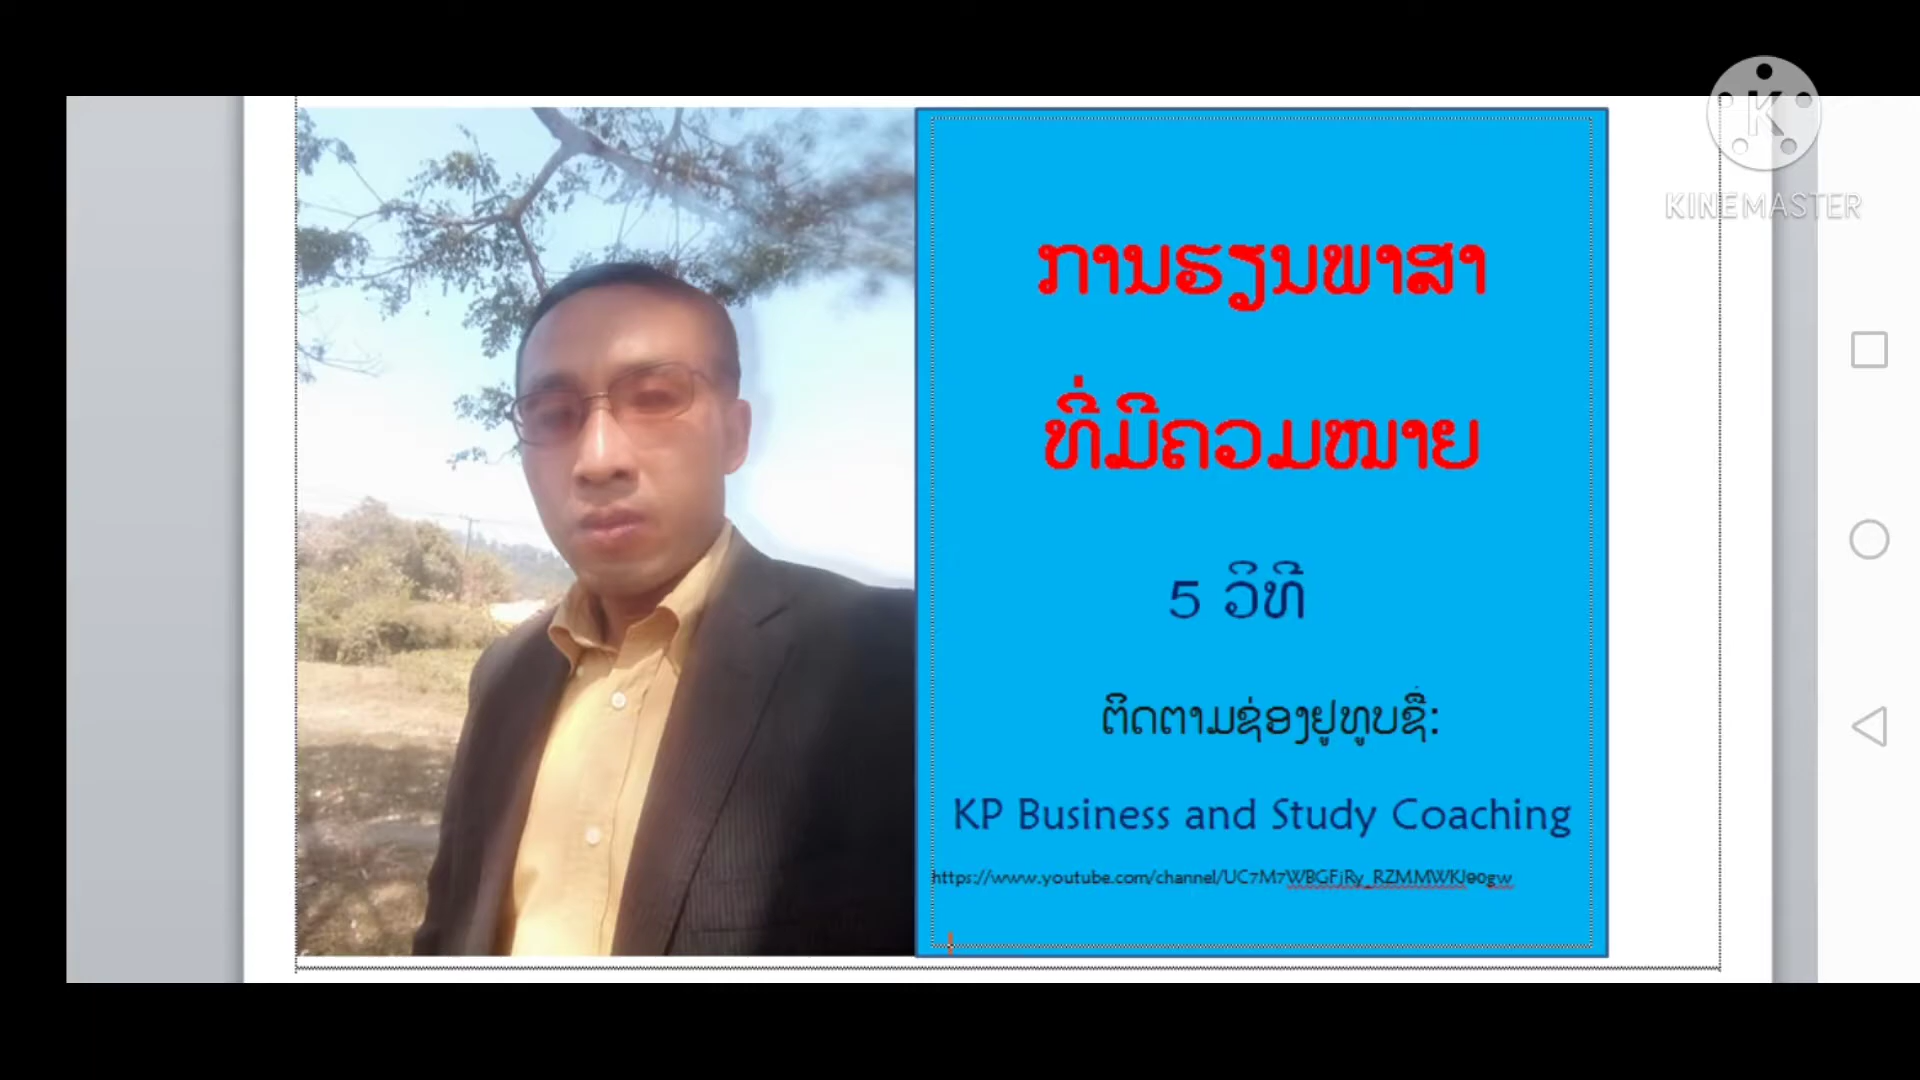 K
KINEMASTER
ການຮຽນພາສາ
ທີ່ມີຄວມໝາຍ
5 ວິທີ
ຕິດຕາມຊ່ອງຢູທູບຊື່:
KP Business and Study Coaching
https://www.youtube.com/channel/UC7M7WBGFjRy_RZMMWKJ90gw